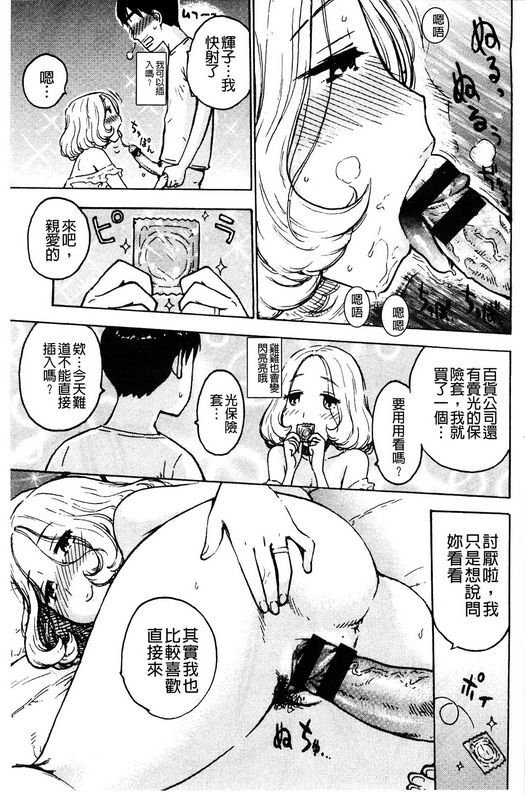 ぬるっ
ぬるぅ
嗯唔
嗯唔
嗯嗯
輝子…我
快射了
我可以插
入嗎?
嗯…
ちゅぽん
來吧,
親愛的
ピラ
百貨公司還
有賣光的保
險套,我就
買了一個…
要用用
看嗎?
雞雞也會變
閃亮亮哦
光保險
套…
欸…今天難
道不能直接
插入嗎?
討厭啦,我
只是想說問
妳看看
ポイ
其實我也
比較喜歡
直接來
ぬちゅ…